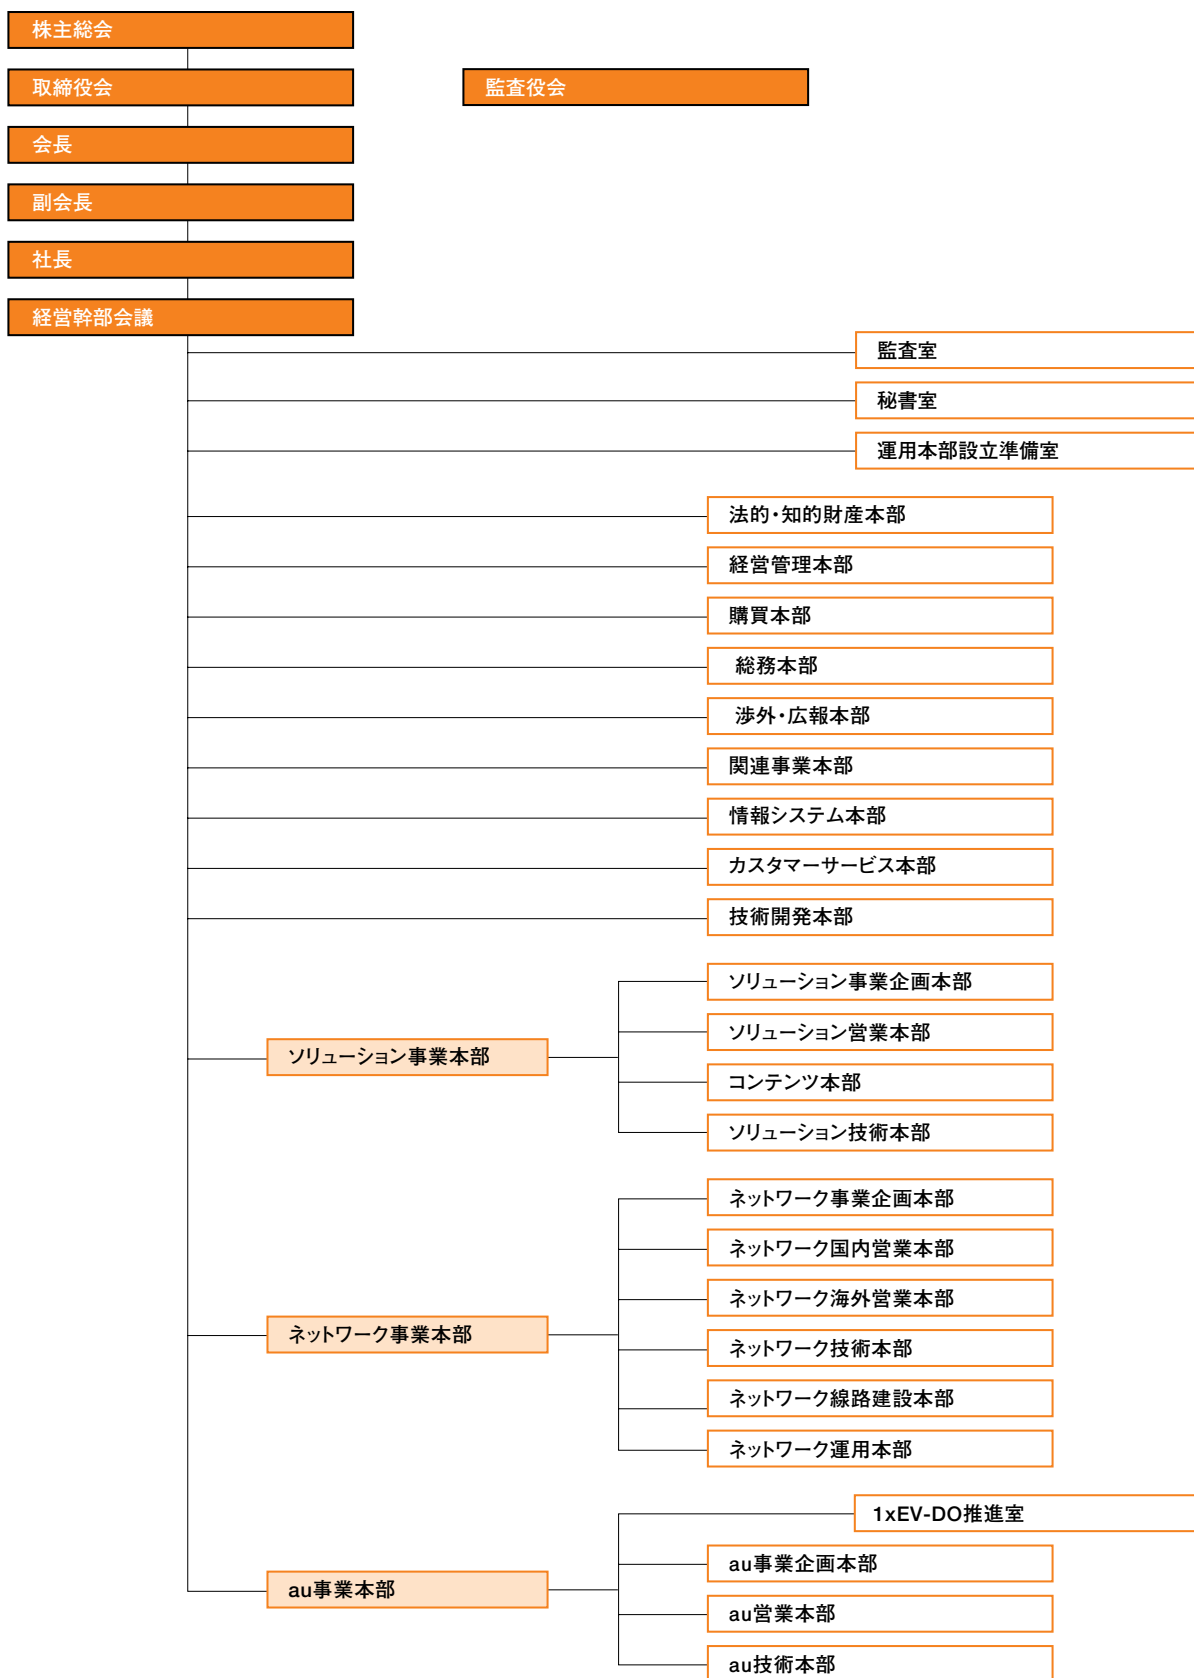 株主総会
取締役会
監査役会
会長
副会長
社長
経営幹部会議
監査室
秘書室
運用本部設立準備室
法的・知的財産本部
経営管理本部
購買本部
総務本部
渉外・広報本部
関連事業本部
情報システム本部
カスタマーサービス本部
技術開発本部
ソリューション事業本部
ソリューション事業企画本部
ソリューション営業本部
コンテンツ本部
ソリューション技術本部
ネットワーク事業本部
ネットワーク事業企画本部
ネットワーク国内営業本部
ネットワーク海外営業本部
ネットワーク技術本部
ネットワーク線路建設本部
ネットワーク運用本部
au事業本部
1xEV-DO推進室
au事業企画本部
au営業本部
au技術本部